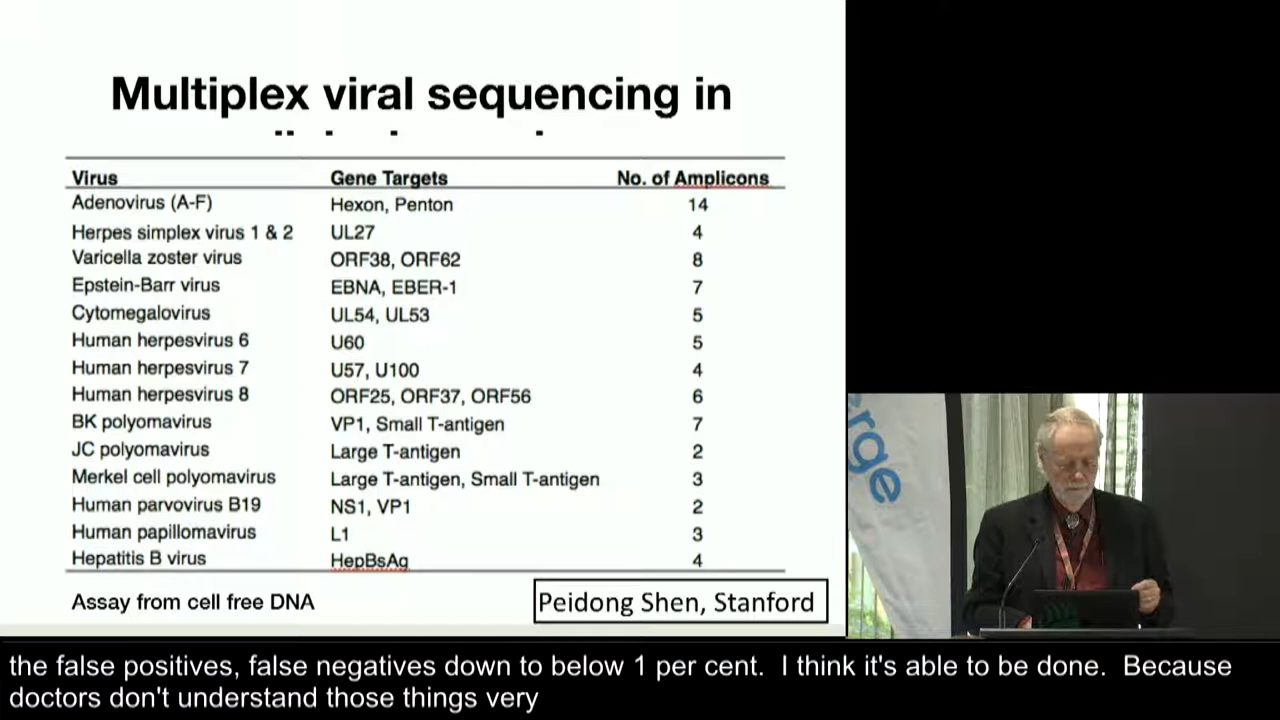 Multiplex viral sequencing in
Virus Gene Targets No. of Amplicons
Adenovirus (A-F) Hexon, Penton 14
Herpes simplex virus 1 & 2 UL27 4
Varicella zoster virus ORF38, ORF62 8
Epstein-Barr virus EBNA, EBER-1 7
Cytomegalovirus UL54, UL53 5
Human herpesvirus 6 U60 5
Human herpesvirus 7 U57, U100 4
Human herpesvirus 8 ORF25, ORF37, ORF56 6
BK polyomavirus VP1, Small T-antigen 7
JC polyomavirus Large T-antigen 2
Merkel cell polyomavirus Large T-antigen, Small T-antigen 3
Human parvovirus B19 NS1, VP1 2
Human papillomavirus L1 3
Hepatitis B virus HepBsAg 4
Assay from cell free DNA
Peidong Shen, Stanford
the false positives, false negatives down to below 1 per cent. I think it's able to be done. Because
doctors don't understand those things very